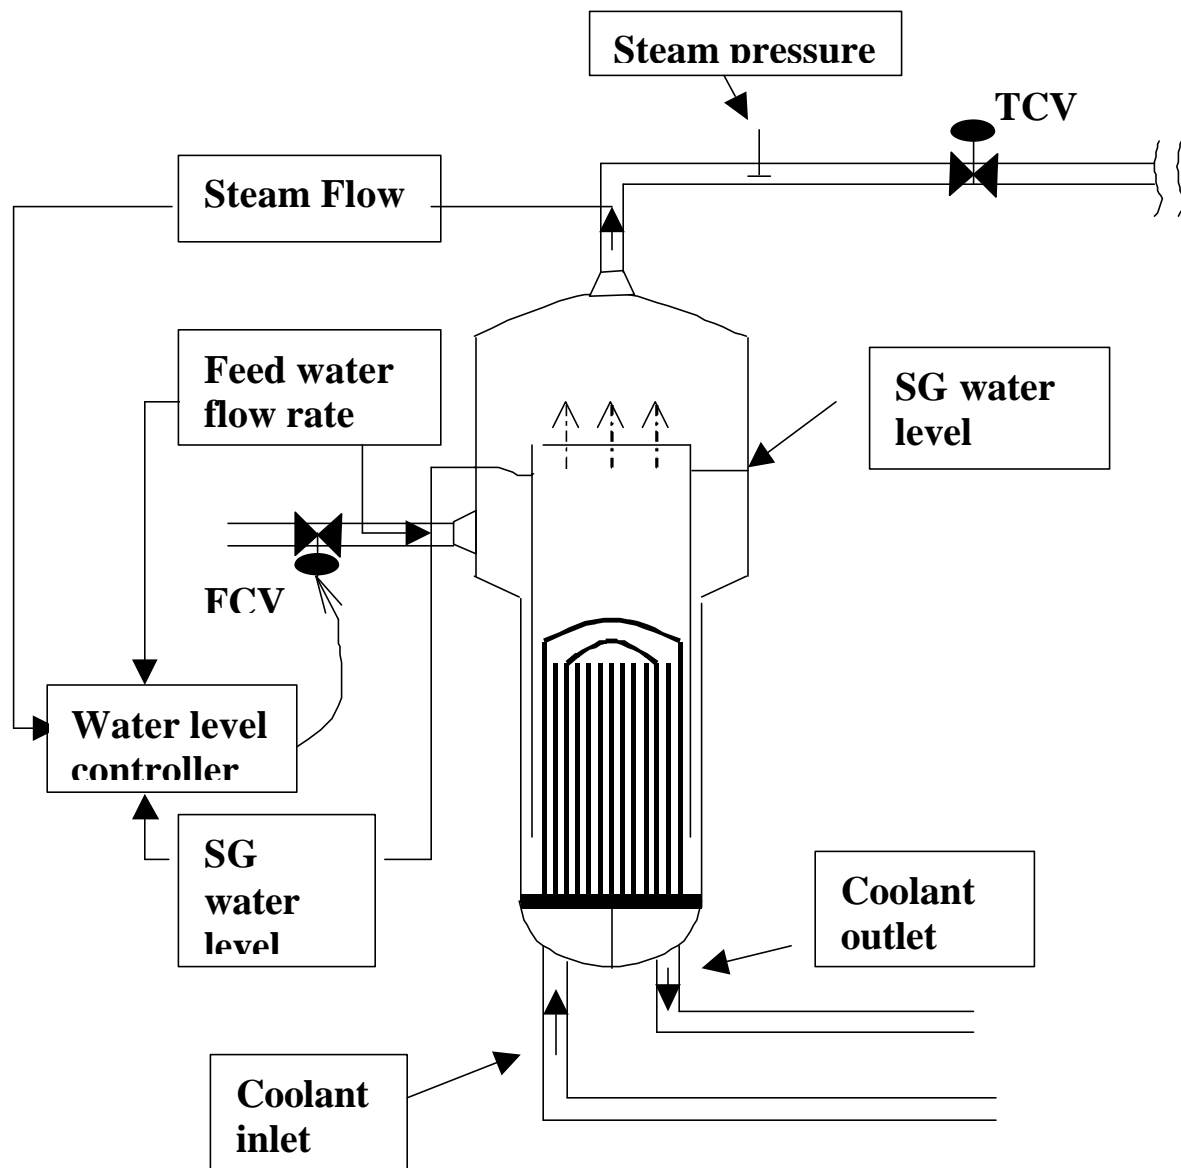 Steam pressure
TCV
Steam Flow
Feed water
flow rate
SG water
level
FCV
Water level
controller
SG
water
level
Coolant
outlet
Coolant
inlet